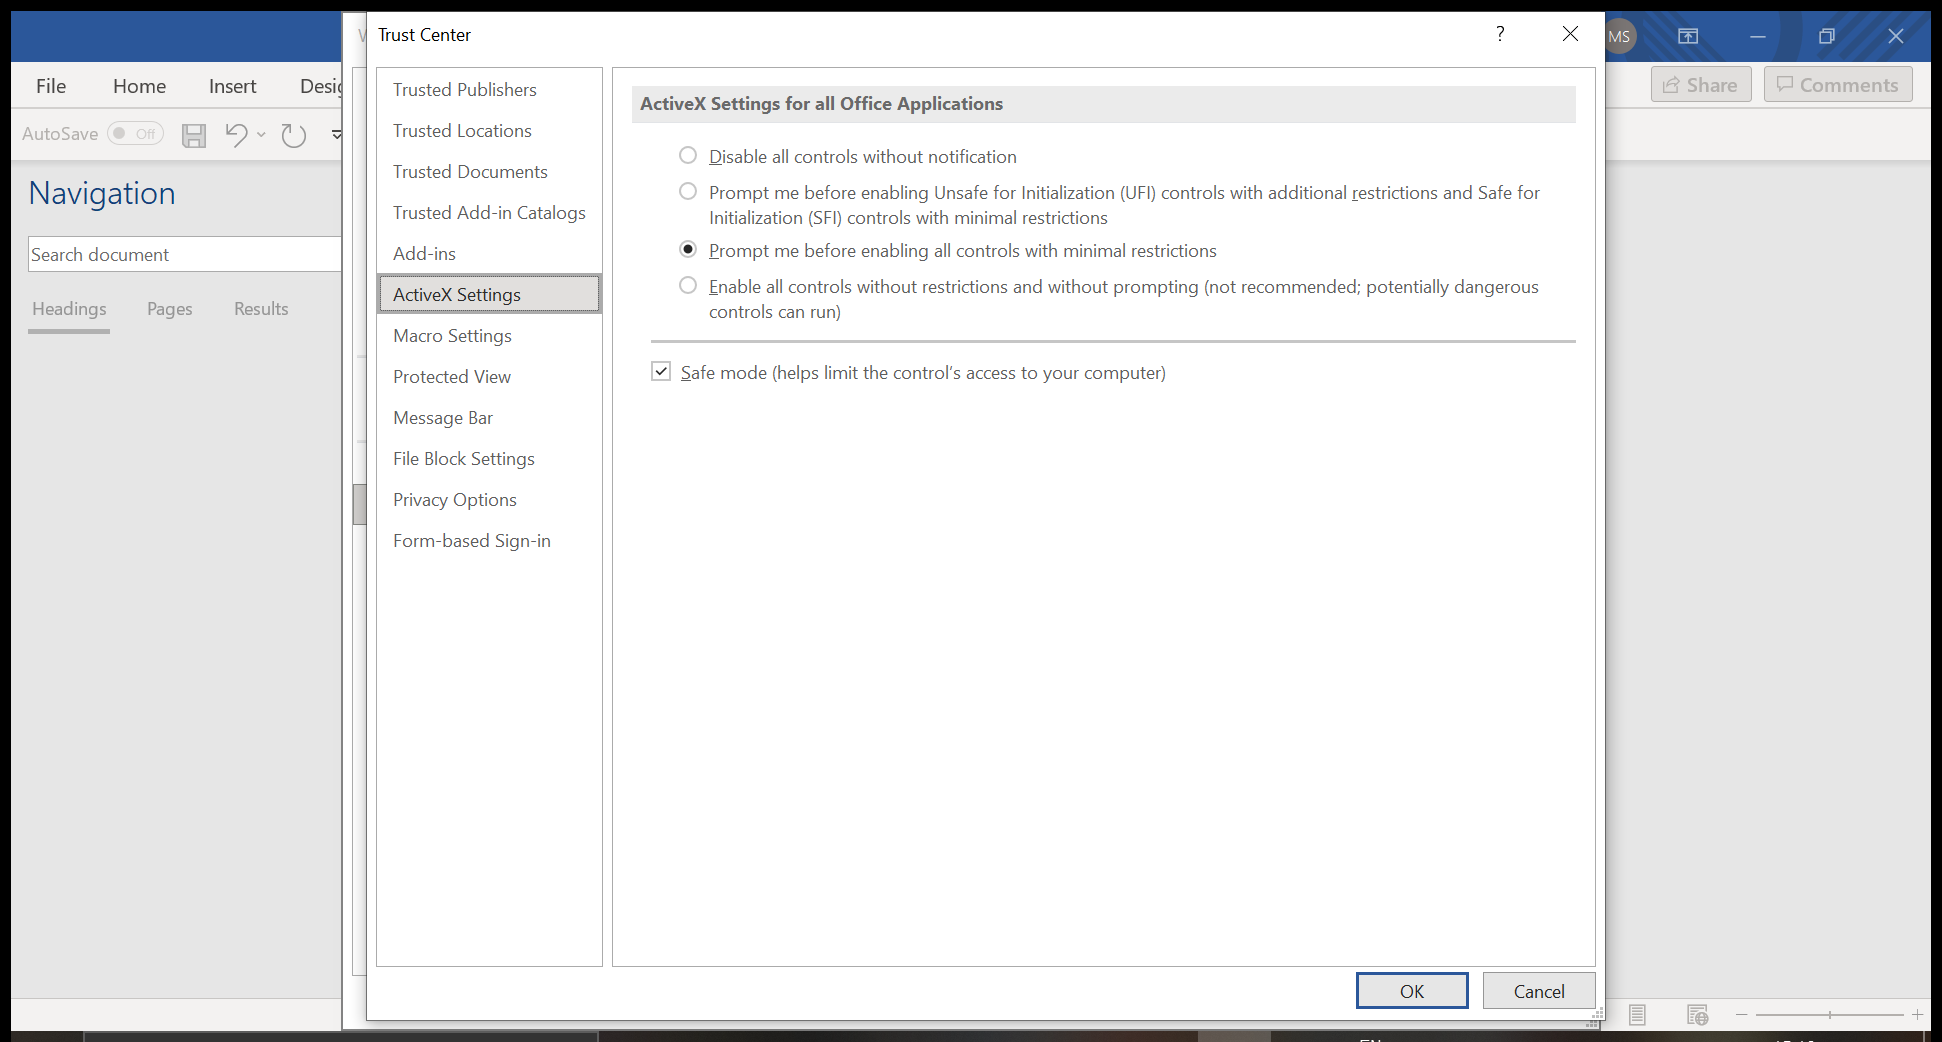 Trust Center
?
MS
File
Home
Insert
Share
Comments
AutoSave
Off
Navigation
Search document
Headings
Pages
Results
Trusted Publishers
Trusted Locations
Trusted Documents
Trusted Add-in Catalogs
Add-ins
ActiveX Settings
Macro Settings
Protected View
Message Bar
File Block Settings
Privacy Options
Form-based Sign-in
ActiveX Settings for all Office Applications
Disable all controls without notification
Prompt me before enabling Unsafe for Initialization (UFI) controls with additional restrictions and Safe for
Initialization (SFI) controls with minimal restrictions
Prompt me before enabling all controls with minimal restrictions
Enable all controls without restrictions and without prompting (not recommended; potentially dangerous
controls can run)
Safe mode (helps limit the control's access to your computer)
OK
Cancel